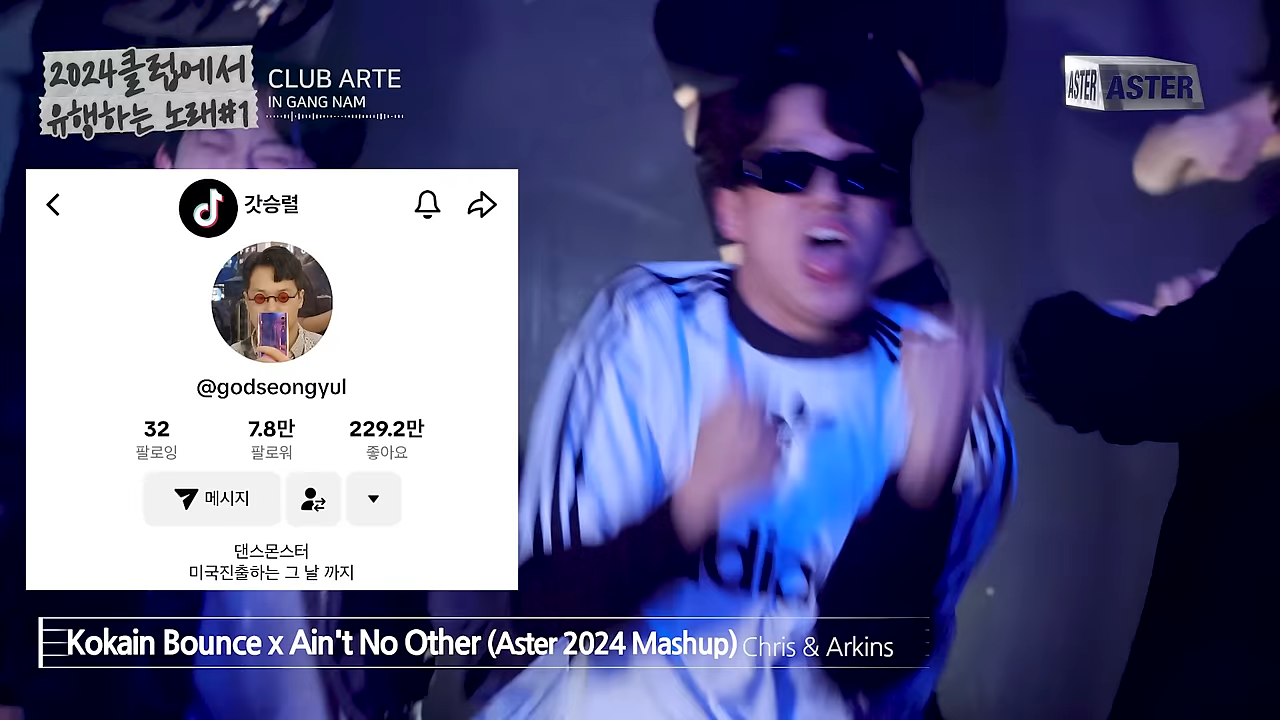 2024클럽에서
유행하는 노래#1
CLUB ARTE
IN GANG NAM
ASTER ASTER
갓승렬
@godseongyul
32 7.8만 229.2만
팔로잉 팔로워 좋아요
메시지
댄스몬스터
미국진출하는 그 날 까지
Kokain Bounce x Ain't No Other (Aster 2024 Mashup) Chris & Arkins